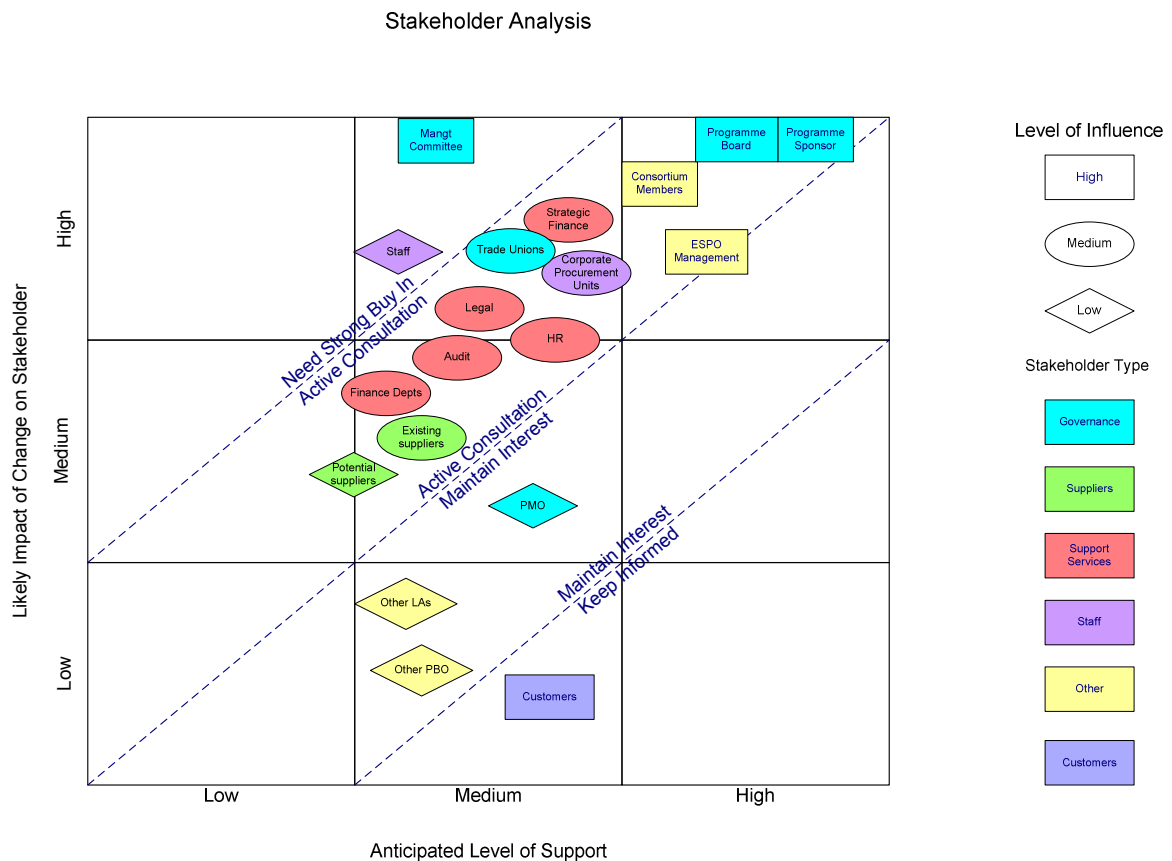 Stakeholder Analysis
Mangt
Committee
Programme
Board
Programme
Sponsor
Consortium
Members
Strategic
Finance
Trade Unions
Staff
Corporate
Procurement
Units
ESPO
Management
Legal
HR
Audit
Finance Depts
Existing
suppliers
Potential
suppliers
PMO
Other LAs
Other PBO
Customers
Need Strong Buy In
Active Consultation
Active Consultation
Maintain Interest
Maintain Interest
Keep Informed
Likely Impact of Change on Stakeholder
High
Medium
Low
Low
Medium
High
Anticipated Level of Support
Level of Influence
High
Medium
Low
Stakeholder Type
Governance
Suppliers
Support
Services
Staff
Other
Customers